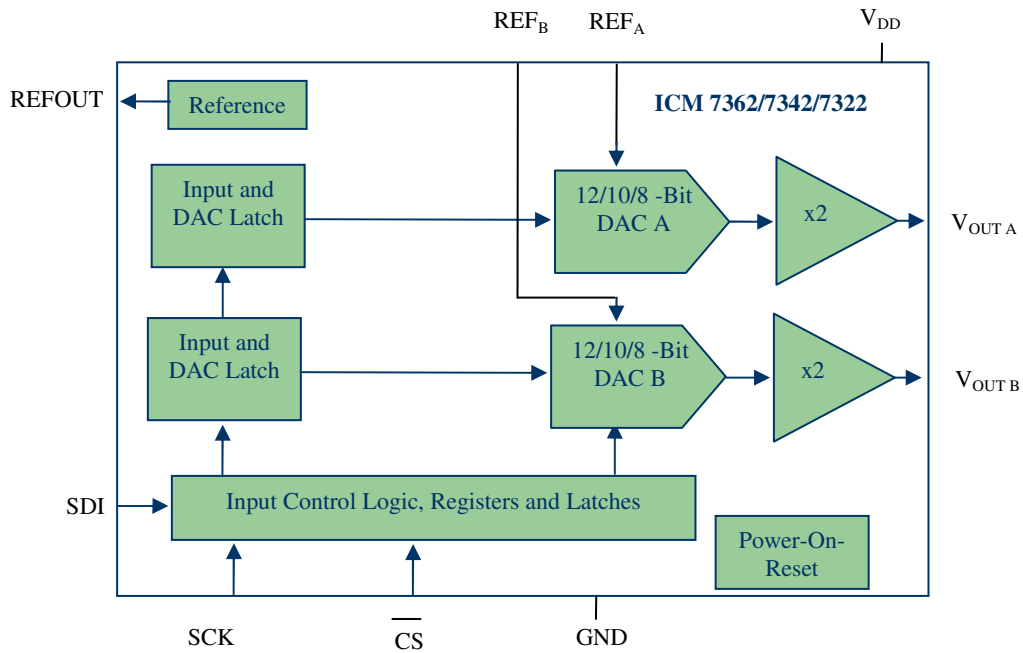 REF_B REF_A V_DD
REFOUT
Reference
ICM 7362/7342/7322
Input and
DAC Latch
12/10/8 -Bit
DAC A
x2
V_OUT A
Input and
DAC Latch
12/10/8 -Bit
DAC B
x2
V_OUT B
SDI
Input Control Logic, Registers and Latches
Power-On-
Reset
SCK
C̅S̅
GND